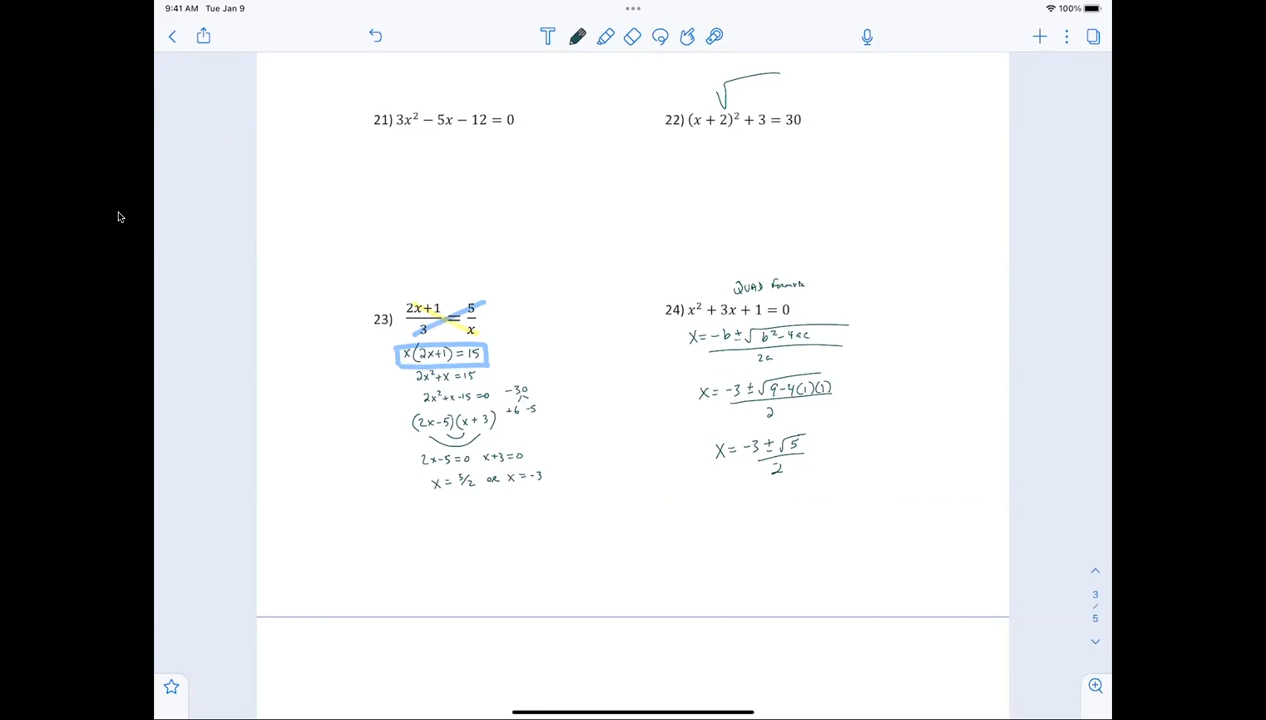 9:41 AM Tue Jan 9
100%
21) 3x² − 5x − 12 = 0
22) (x + 2)² + 3 = 30
√
23) 2x+1/3 = 5/x
x(2x+1) = 15
2x²+x = 15
2x²+x-15 = 0
-30
+6 -5
(2x-5)(x+3)
2x-5=0 x+3=0
x = 5/2 or x = -3
QUAD Formula
24) x² + 3x + 1 = 0
x = -b ± √b²-4ac / 2a
x = -3 ± √9-4(1)(1) / 2
x = -3 ± √5 / 2
3
/
5